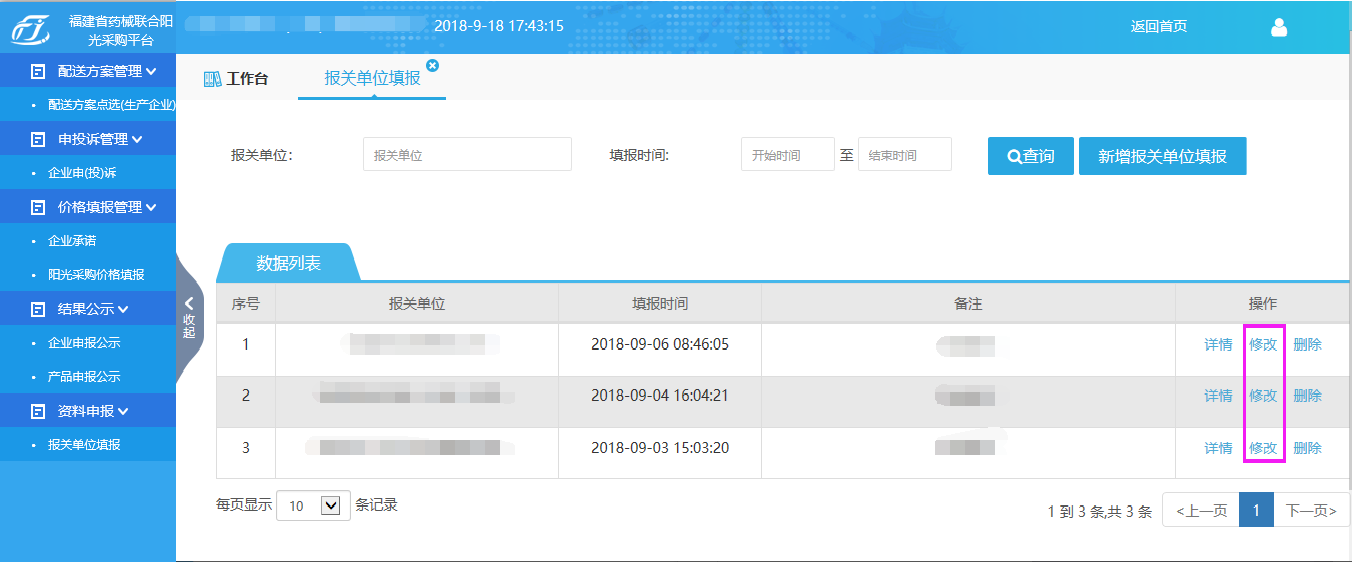 福建省药械联合阳
光采购平台
2018-9-18 17:43:15
返回首页
配送方案管理
配送方案点选(生产企业)
申投诉管理
企业申(投)诉
价格填报管理
企业承诺
阳光采购价格填报
结果公示
企业申报公示
产品申报公示
资料申报
报关单位填报
收起
工作台
报关单位填报
报关单位：
报关单位
填报时间:
开始时间
至
结束时间
查询
新增报关单位填报
数据列表
序号 报关单位 填报时间 备注 操作
1 2018-09-06 08:46:05 详情 修改 删除
2 2018-09-04 16:04:21 详情 修改 删除
3 2018-09-03 15:03:20 详情 修改 删除
每页显示 10 条记录
1 到 3 条,共 3 条
<上一页 1 下一页>